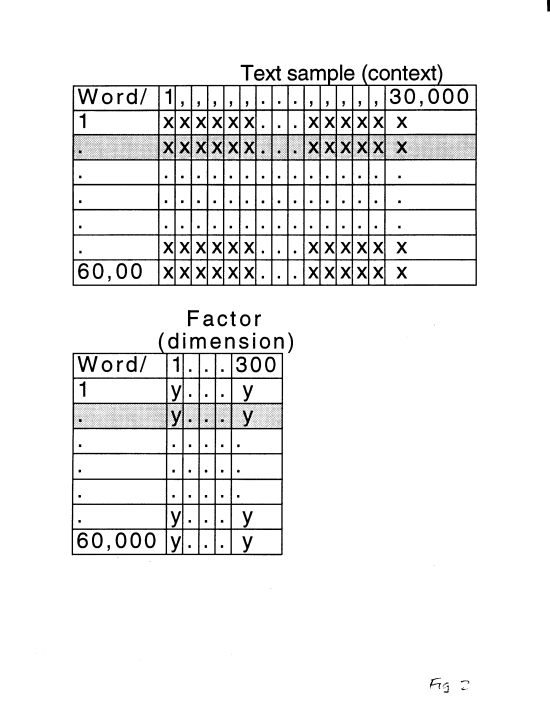 Text sample (context)
Word/ 1 , , , , , . . . , , , , , 30,000
1 x x x x x x . . . x x x x x x
. x x x x x x . . . x x x x x x
. . . . . . . . . . . . . . . .
. . . . . . . . . . . . . . . .
. . . . . . . . . . . . . . . .
. x x x x x x . . . x x x x x x
60,00 x x x x x x . . . x x x x x x
Factor
(dimension)
Word/ 1 . . . 300
1 y . . . y
. y . . . y
. . . . . .
. . . . . .
. . . . . .
. y . . . y
60,000 y . . . y
Fig 2